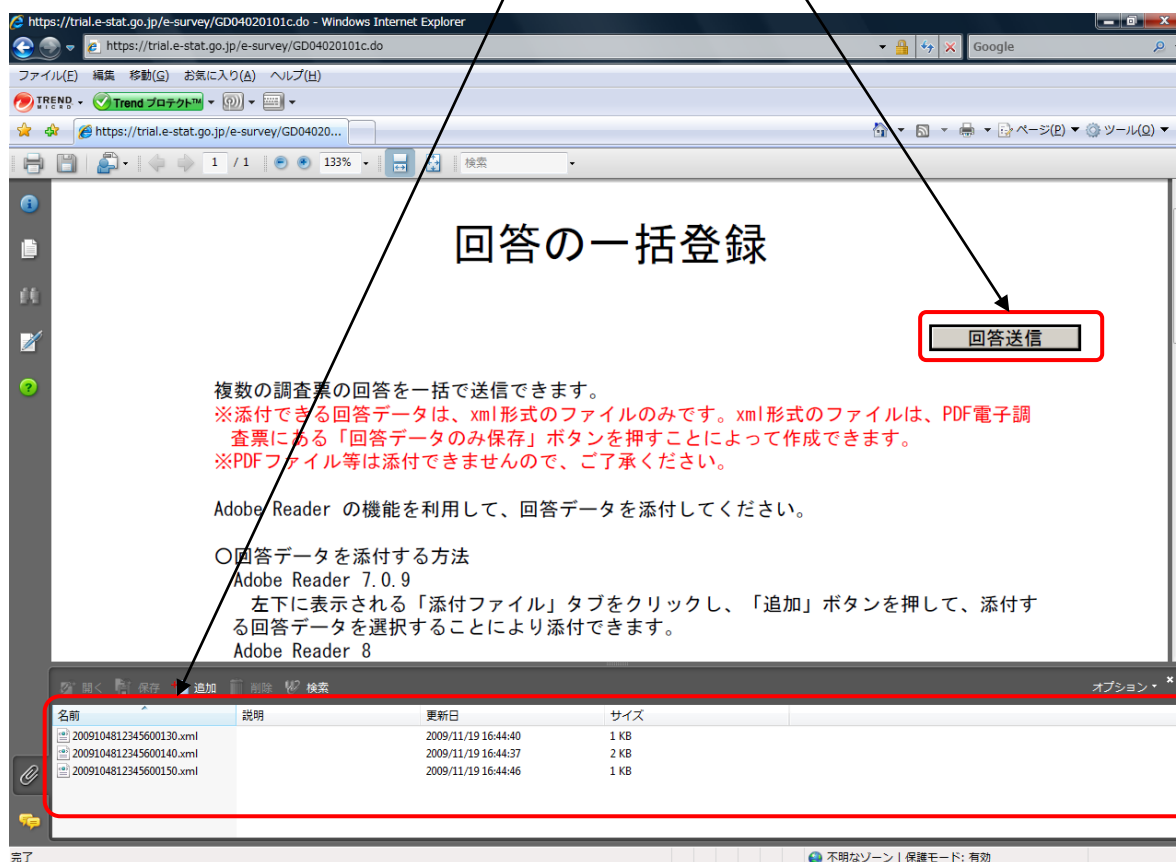 https://trial.e-stat.go.jp/e-survey/GD04020101c.do - Windows Internet Explorer
https://trial.e-stat.go.jp/e-survey/GD04020101c.do
Google
ファイル(F) 編集 移動(G) お気に入り(A) ヘルプ(H)
TREND MICRO Trend プロテクト™
https://trial.e-stat.go.jp/e-survey/GD04020...
ページ(P) ツール(O)
1 / 1 133% 検索
回答の一括登録
回答送信
複数の調査票の回答を一括で送信できます。
※添付できる回答データは、xml形式のファイルのみです。xml形式のファイルは、PDF電子調
査票にある「回答データのみ保存」ボタンを押すことによって作成できます。
※PDFファイル等は添付できませんので、ご了承ください。
Adobe Reader の機能を利用して、回答データを添付してください。
○回答データを添付する方法
Adobe Reader 7.0.9
左下に表示される「添付ファイル」タブをクリックし、「追加」ボタンを押して、添付す
る回答データを選択することにより添付できます。
Adobe Reader 8
開く 保存 追加 削除 検索 オプション
名前 説明 更新日 サイズ
2009104812345600130.xml 2009/11/19 16:44:40 1 KB
2009104812345600140.xml 2009/11/19 16:44:37 2 KB
2009104812345600150.xml 2009/11/19 16:44:46 1 KB
完了 不明なゾーン | 保護モード: 有効